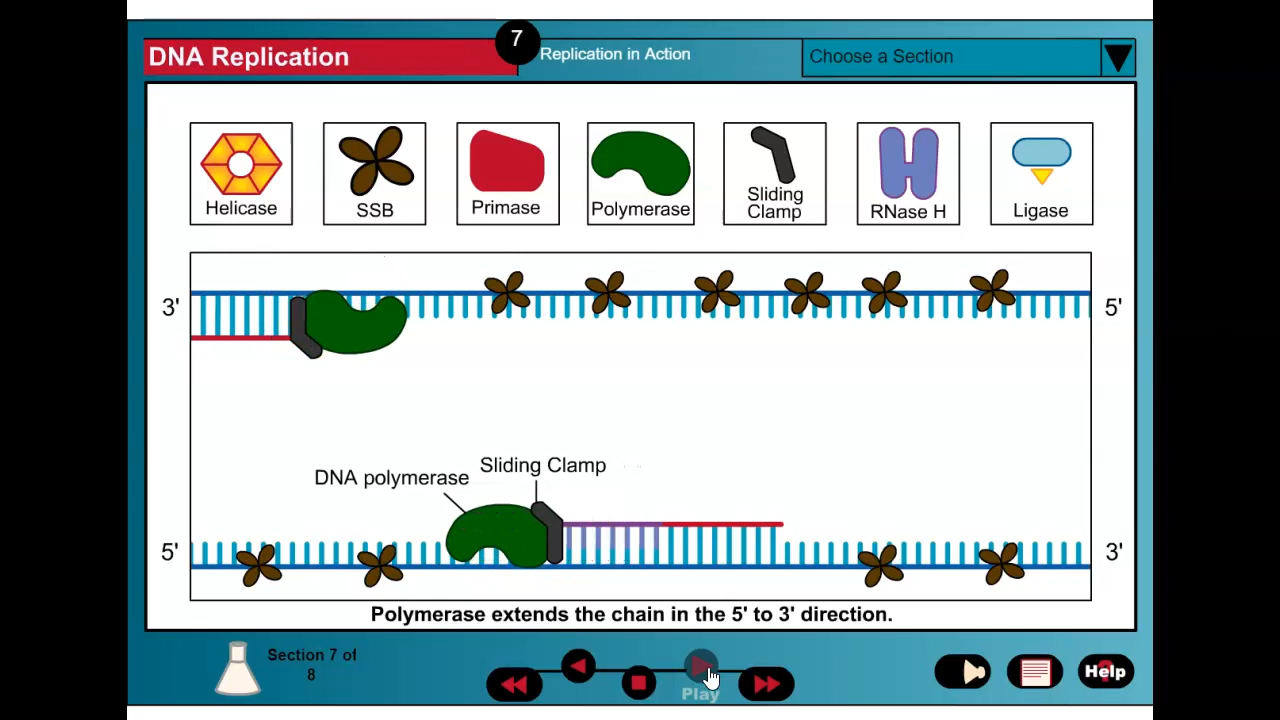 DNA Replication
7
Replication in Action
Choose a Section
Helicase
SSB
Primase
Polymerase
Sliding
Clamp
RNase H
Ligase
3'
5'
Sliding Clamp
DNA polymerase
5'
3'
Polymerase extends the chain in the 5' to 3' direction.
Section 7 of
8
Play
Help